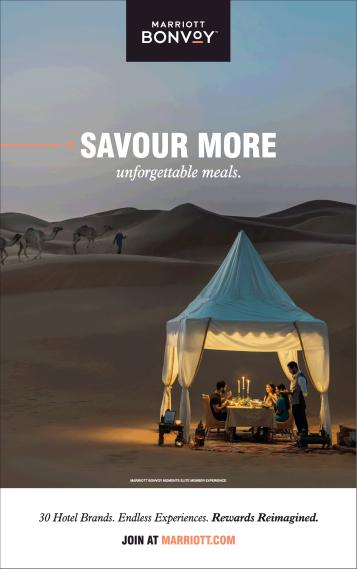 MARRIOTT
BONVOY™
SAVOUR MORE
unforgettable meals.
MARRIOTT BONVOY MOMENTS ELITE MEMBER EXPERIENCE
30 Hotel Brands. Endless Experiences. Rewards Reimagined.
JOIN AT MARRIOTT.COM